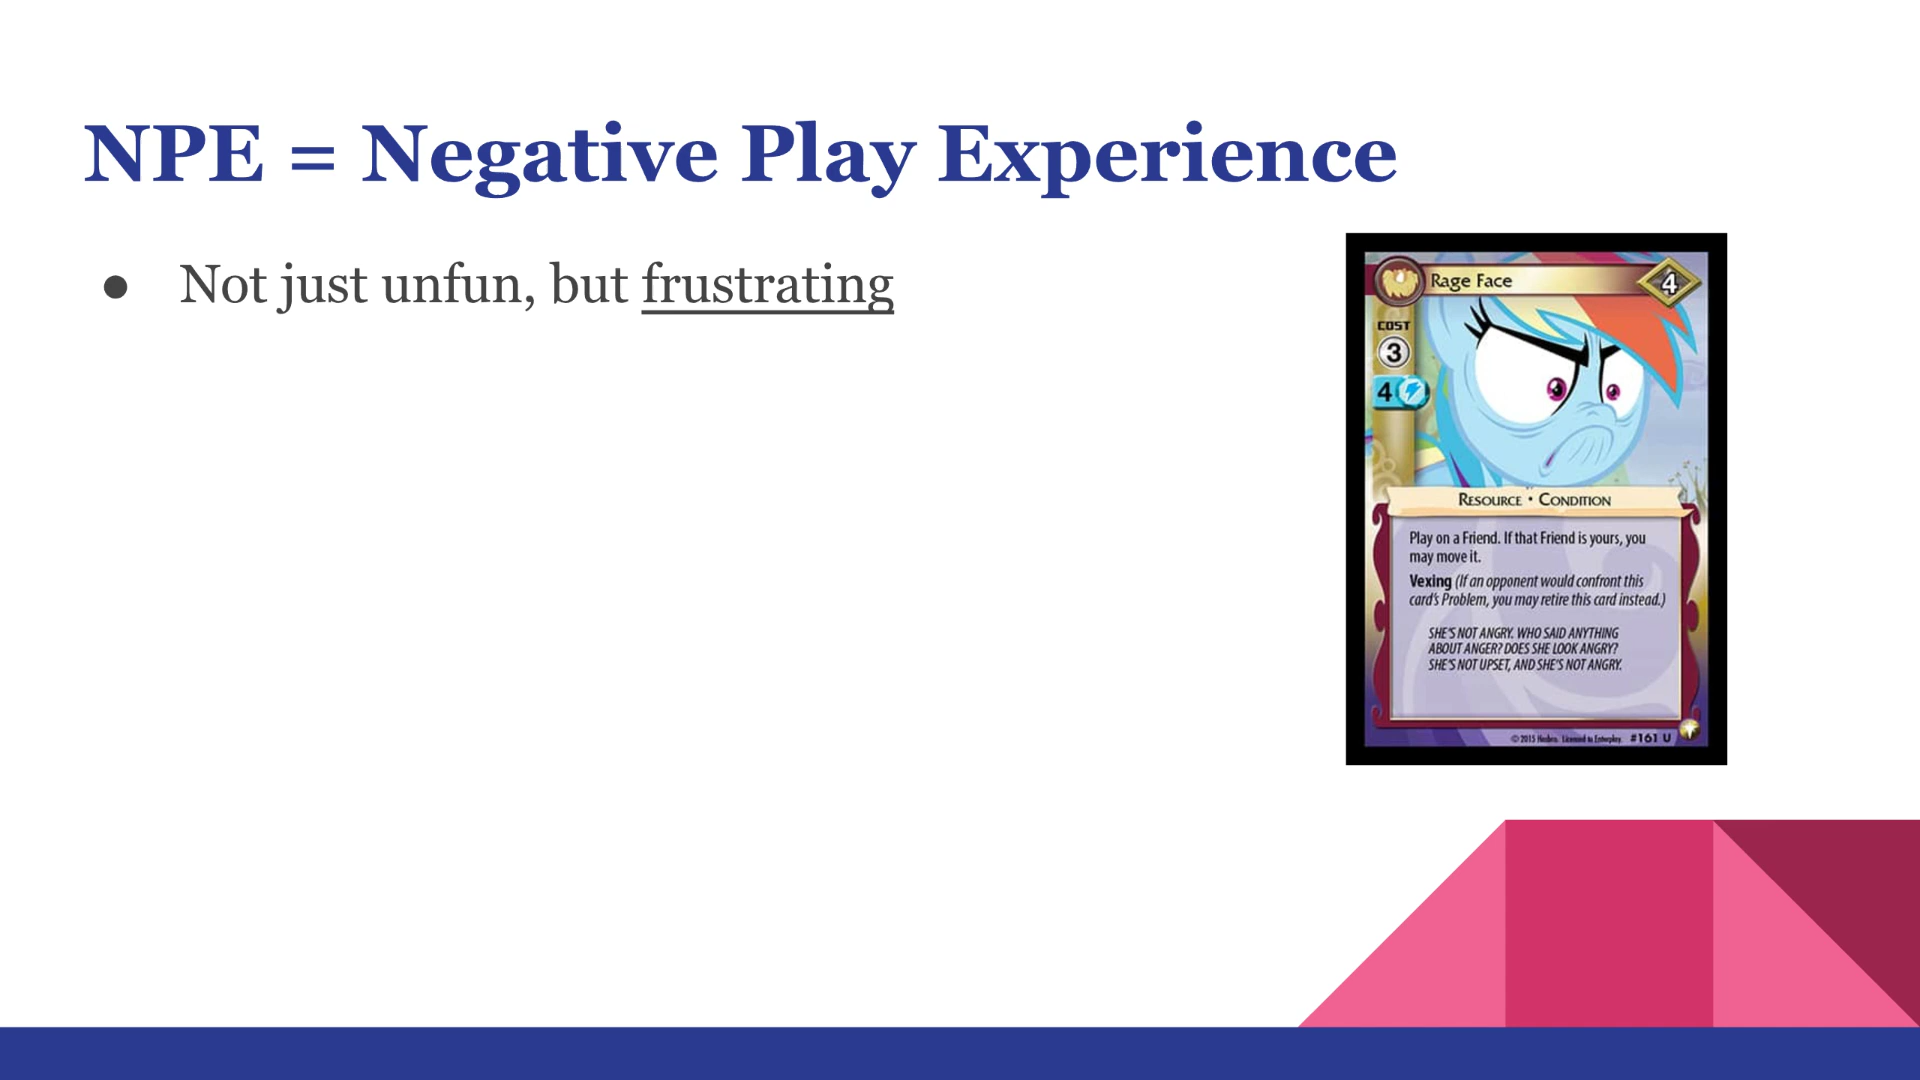 NPE = Negative Play Experience
● Not just unfun, but frustrating
Rage Face
4
COST
3
4
RESOURCE • CONDITION
Play on a Friend. If that Friend is yours, you
may move it.
Vexing (If an opponent would confront this
card's Problem, you may retire this card instead.)
SHE'S NOT ANGRY. WHO SAID ANYTHING
ABOUT ANGER? DOES SHE LOOK ANGRY?
SHE'S NOT UPSET, AND SHE'S NOT ANGRY.
© 2015 Hasbro. Licensed to Enterplay. #161 U